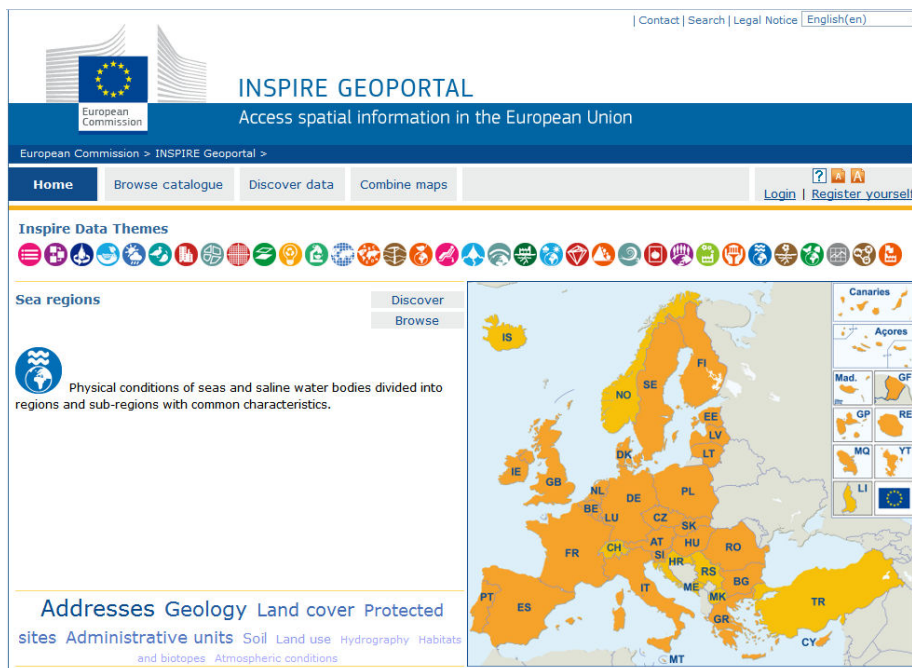 | Contact | Search | Legal Notice English(en)
European
Commission
INSPIRE GEOPORTAL
Access spatial information in the European Union
European Commission > INSPIRE Geoportal >
Home Browse catalogue Discover data Combine maps
? A A
Login | Register yourself
Inspire Data Themes
Sea regions
Discover
Browse
Physical conditions of seas and saline water bodies divided into
regions and sub-regions with common characteristics.
Addresses Geology Land cover Protected
sites Administrative units Soil Land use Hydrography Habitats
and biotopes Atmospheric conditions
Canaries
IS
Açores
FI
SE
Mad. GF
NO
EE
GP RE
LV
DK LT
MQ YT
IE
GB NL DE PL
LI
BE
LU CZ
SK
CH AT HU RO
FR SI HR
RS
ME BG
PT IT MK
ES TR
GR
CY
MT